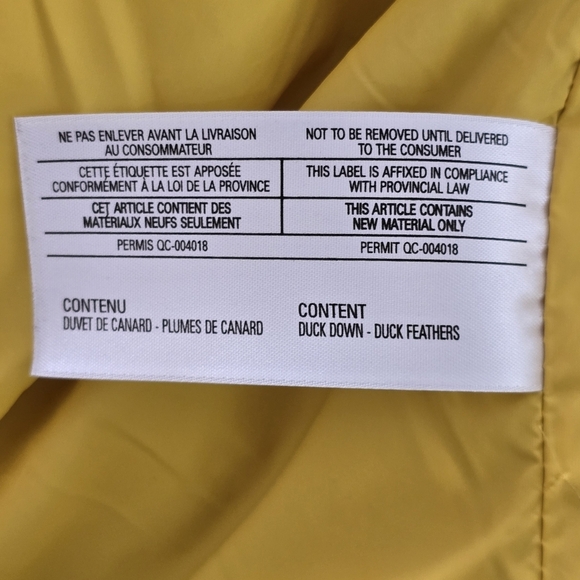 NE PAS ENLEVER AVANT LA LIVRAISON
AU CONSOMMATEUR
NOT TO BE REMOVED UNTIL DELIVERED
TO THE CONSUMER
CETTE ÉTIQUETTE EST APPOSÉE
CONFORMÉMENT À LA LOI DE LA PROVINCE
THIS LABEL IS AFFIXED IN COMPLIANCE
WITH PROVINCIAL LAW
CET ARTICLE CONTIENT DES
MATÉRIAUX NEUFS SEULEMENT
THIS ARTICLE CONTAINS
NEW MATERIAL ONLY
PERMIS QC-004018
PERMIT QC-004018
CONTENU
DUVET DE CANARD - PLUMES DE CANARD
CONTENT
DUCK DOWN - DUCK FEATHERS